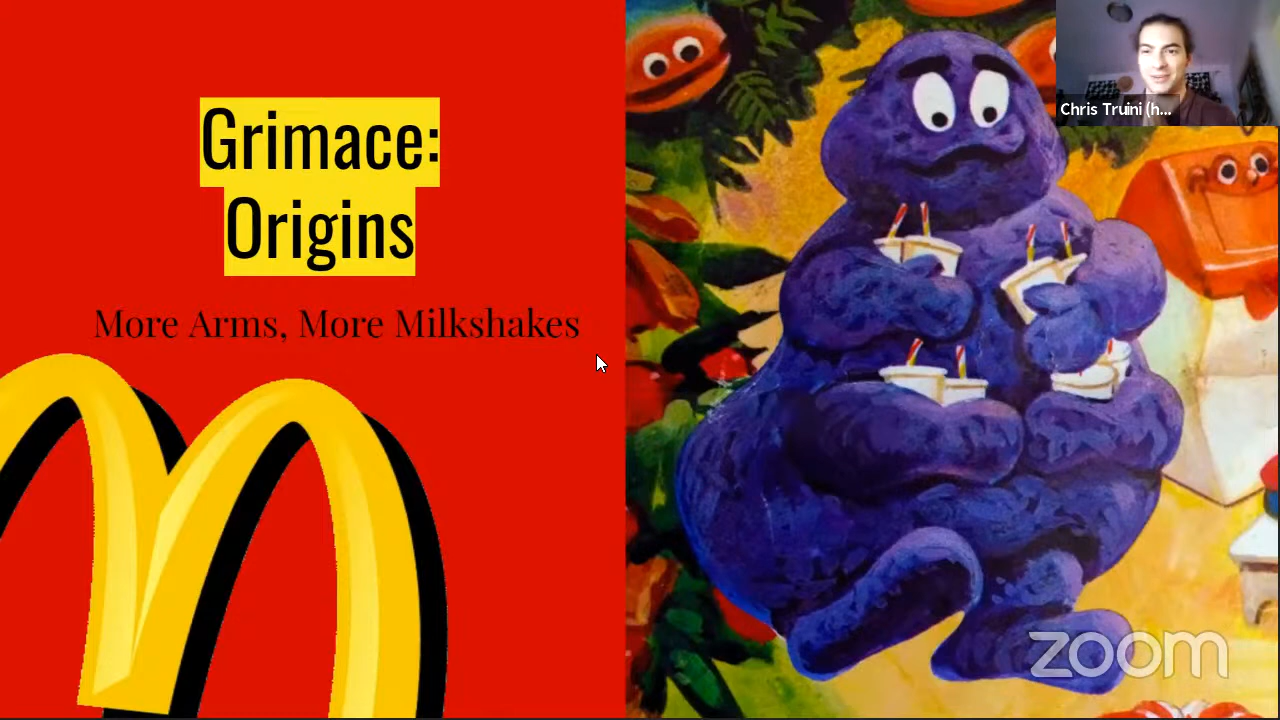 Grimace:
Origins
More Arms, More Milkshakes
Chris Truini (h...
zoom